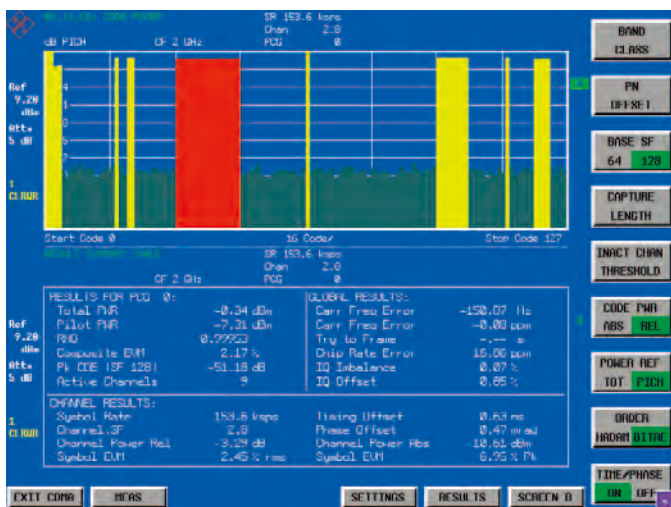 CODE POWER
SR 153.6 ksps
Chan 2.8
dB PICH CF 2 GHz PCG 0
BAND
CLASS
Ref
9.20
dBm
Att*
5 dB
PN
OFFSET
BASE SF
64 128
1
CLRWR
CAPTURE
LENGTH
Start Code 0 16 Code/ Stop Code 127
RESULT SUMMARY TABLE
SR 153.6 ksps
Chan 2.8
CF 2 GHz PCG 0
INACT CHAN
THRESHOLD
RESULTS FOR PCG 0: GLOBAL RESULTS:
Total PWR -0.34 dBm Carr Freq Error -150.07 Hz
Pilot PWR -7.31 dBm Carr Freq Error -0.08 ppm
RHO 0.99953 Trg to Frame -.-- s
Composite EVM 2.17 % Chip Rate Error 16.06 ppm
Pk CDE (SF 128) -51.18 dB IQ Imbalance 0.07 %
Active Channels 9 IQ Offset 0.05 %
Ref
9.20
dBm
Att*
5 dB
CODE PWR
ABS REL
POWER REF
TOT PICH
CHANNEL RESULTS:
Symbol Rate 153.6 ksps Timing Offset 0.63 ns
Channel.SF 2.8 Phase Offset 0.47 mrad
Channel Power Rel -3.29 dB Channel Power Abs -10.61 dBm
Symbol EVM 2.45 % rms Symbol EVM 6.95 % Pk
1
CLRWR
ORDER
HADAM BITRE
TIME/PHASE
ON OFF
EXIT CDMA MEAS SETTINGS RESULTS SCREEN B